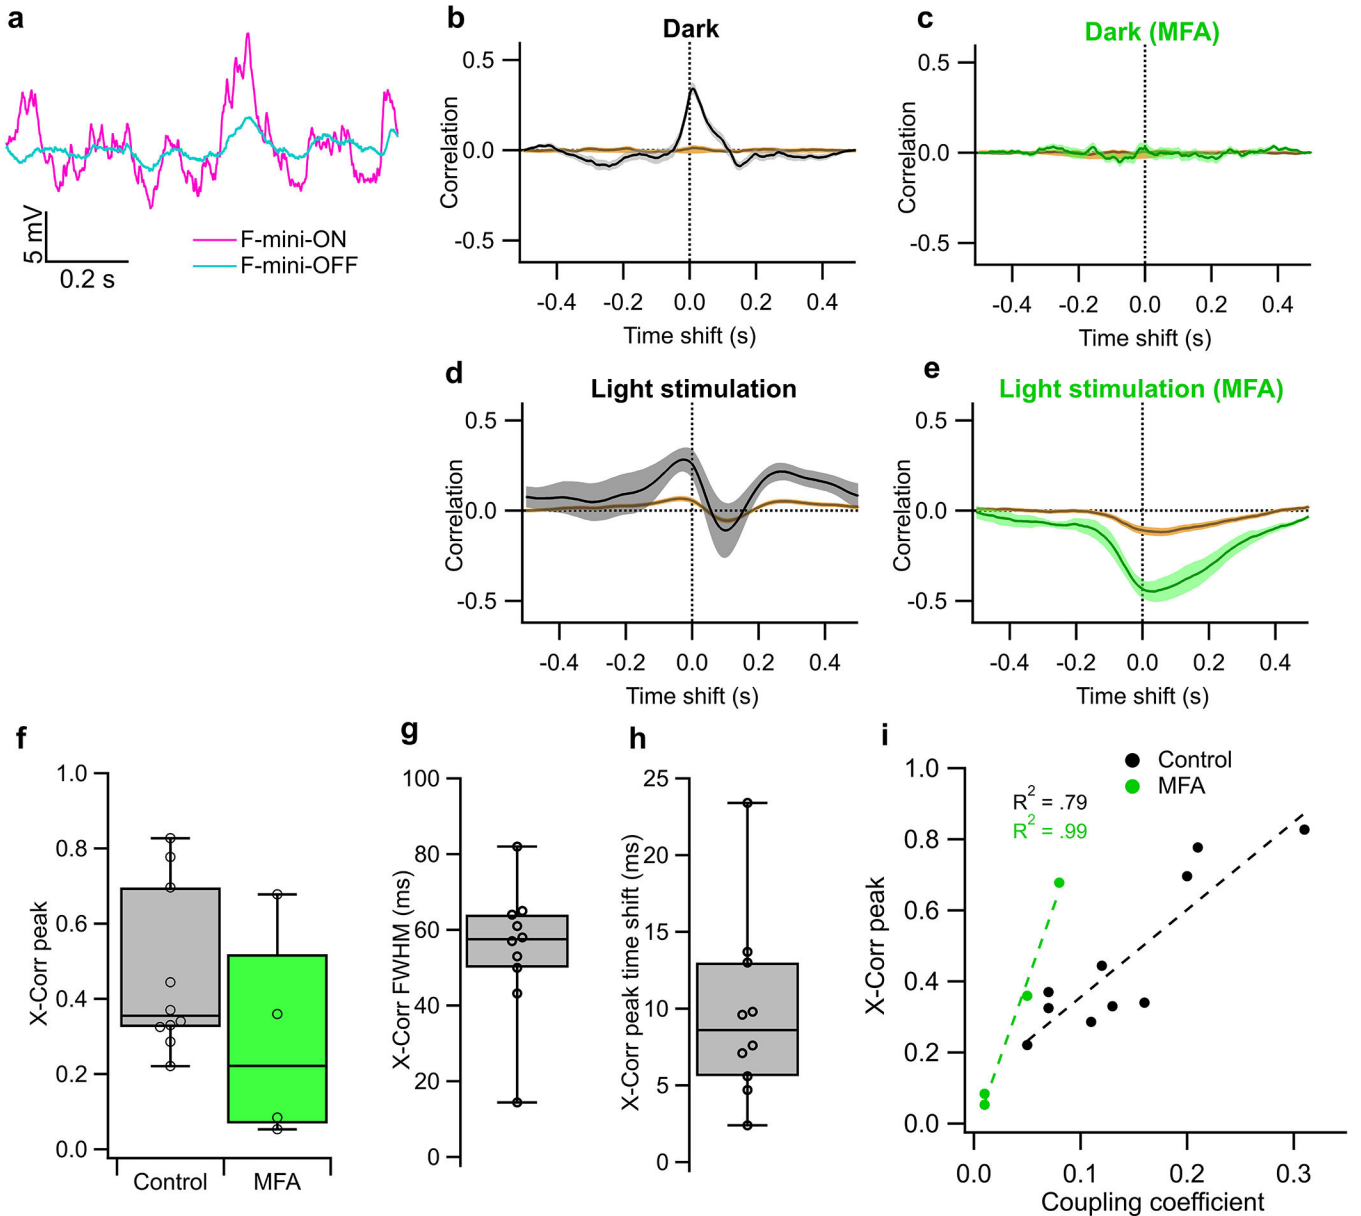 a
F-mini-ON
F-mini-OFF
5 mV
0.2 s
b
Dark
Correlation
0.5
0.0
-0.5
-0.4 -0.2 0.0 0.2 0.4
Time shift (s)
c
Dark (MFA)
Correlation
0.5
0.0
-0.5
-0.4 -0.2 0.0 0.2 0.4
Time shift (s)
d
Light stimulation
Correlation
0.5
0.0
-0.5
-0.4 -0.2 0.0 0.2 0.4
Time shift (s)
e
Light stimulation (MFA)
Correlation
0.5
0.0
-0.5
-0.4 -0.2 0.0 0.2 0.4
Time shift (s)
f
X-Corr peak
1.0
0.8
0.6
0.4
0.2
0.0
Control MFA
g
X-Corr FWHM (ms)
100
80
60
40
20
0
h
X-Corr peak time shift (ms)
25
20
15
10
5
0
i
Control
MFA
R2 = .79
R2 = .99
X-Corr peak
1.0
0.8
0.6
0.4
0.2
0.0
0.0 0.1 0.2 0.3
Coupling coefficient